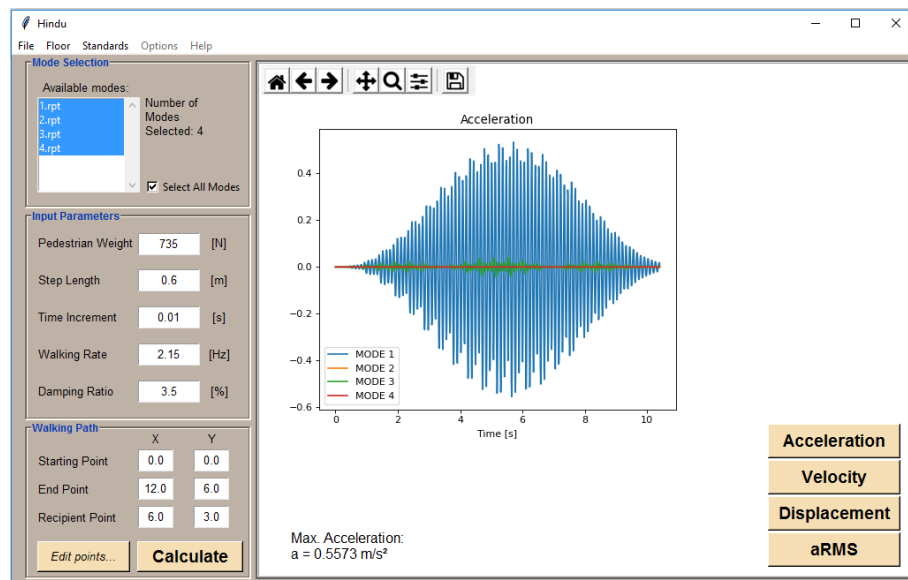 Hindu
File Floor Standards Options Help
Mode Selection
Available modes:
1.rpt
2.rpt
3.rpt
4.rpt
Number of
Modes
Selected: 4
Select All Modes
Input Parameters
Pedestrian Weight 735 [N]
Step Length 0.6 [m]
Time Increment 0.01 [s]
Walking Rate 2.15 [Hz]
Damping Ratio 3.5 [%]
Walking Path
X Y
Starting Point 0.0 0.0
End Point 12.0 6.0
Recipient Point 6.0 3.0
Edit points... Calculate
Acceleration
0.4
0.2
0.0
−0.2
−0.4
−0.6
MODE 1
MODE 2
MODE 3
MODE 4
0 2 4 6 8 10
Time [s]
Max. Acceleration:
a = 0.5573 m/s²
Acceleration
Velocity
Displacement
aRMS